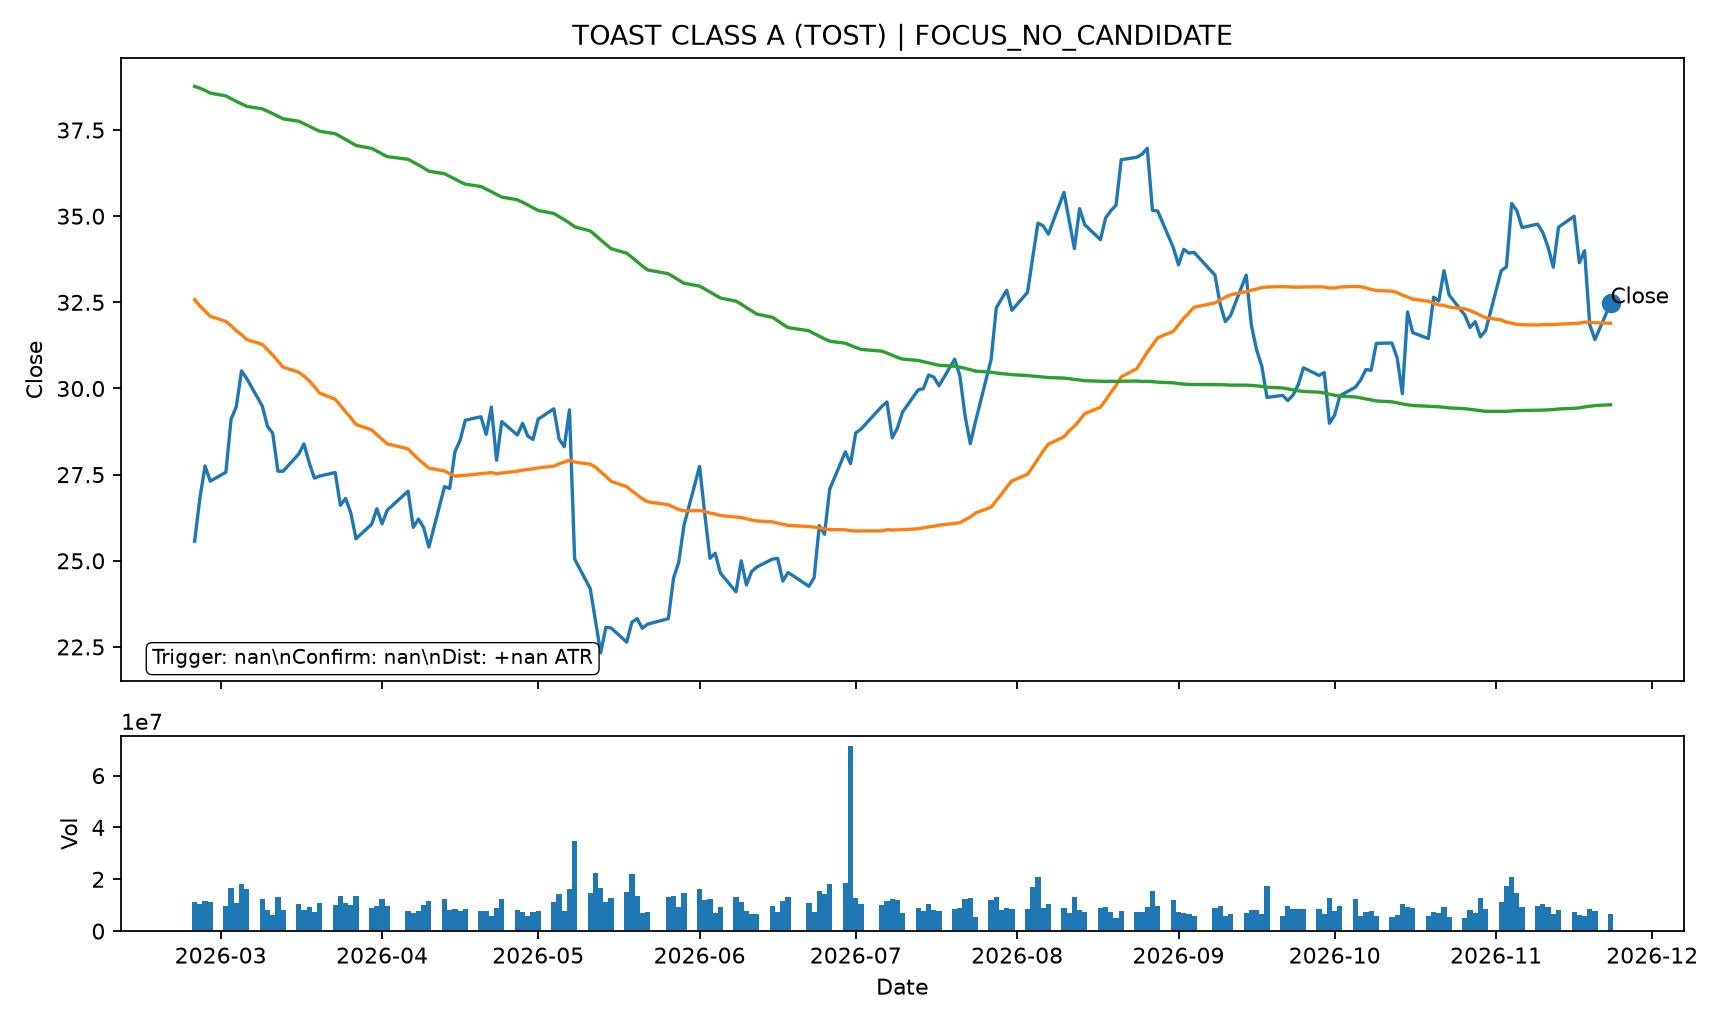 TOAST CLASS A (TOST) | FOCUS_NO_CANDIDATE
Close
37.5
35.0
32.5
30.0
27.5
25.0
22.5
Close
Trigger: nan\nConfirm: nan\nDist: +nan ATR
1e7
Vol
6
4
2
0
2026-03 2026-04 2026-05 2026-06 2026-07 2026-08 2026-09 2026-10 2026-11 2026-12
Date